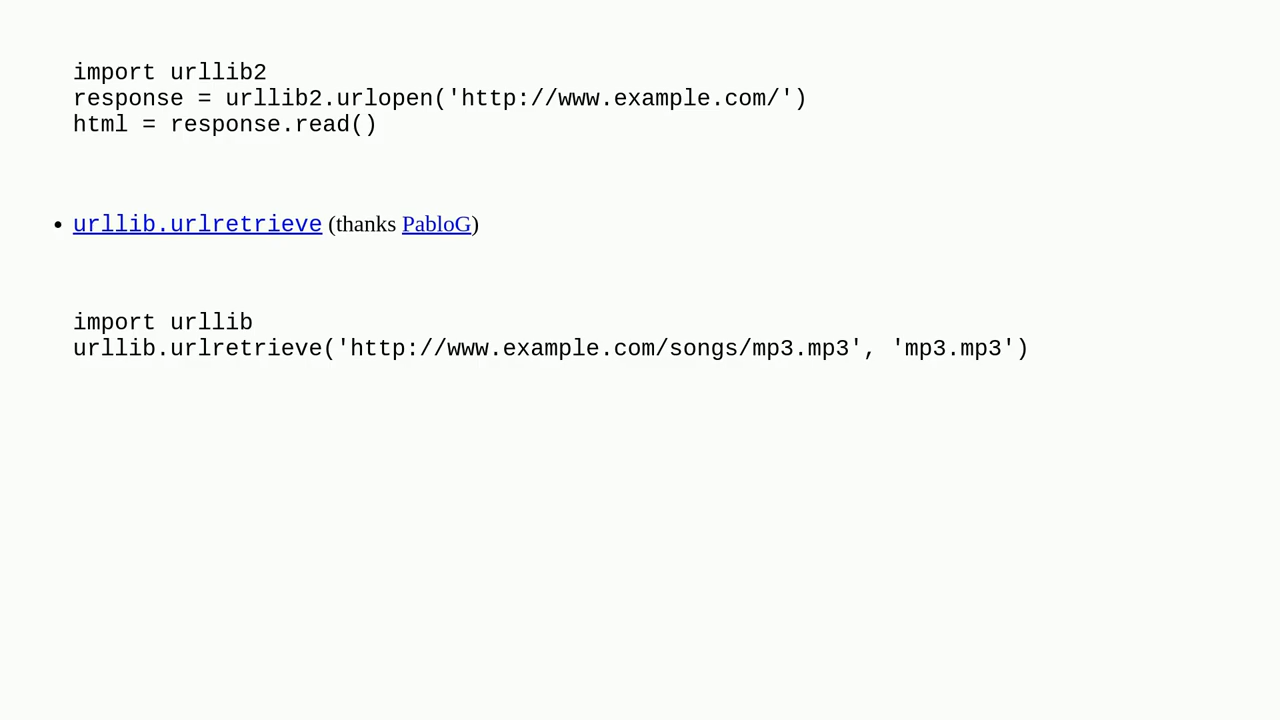 import urllib2
response = urllib2.urlopen('http://www.example.com/')
html = response.read()
• urllib.urlretrieve (thanks PabloG)
import urllib
urllib.urlretrieve('http://www.example.com/songs/mp3.mp3', 'mp3.mp3')